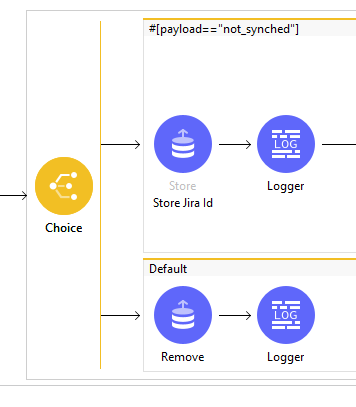 #[payload=="not_synched"]
Store
Store Jira Id
LOG
Logger
Choice
Default
Remove
LOG
Logger